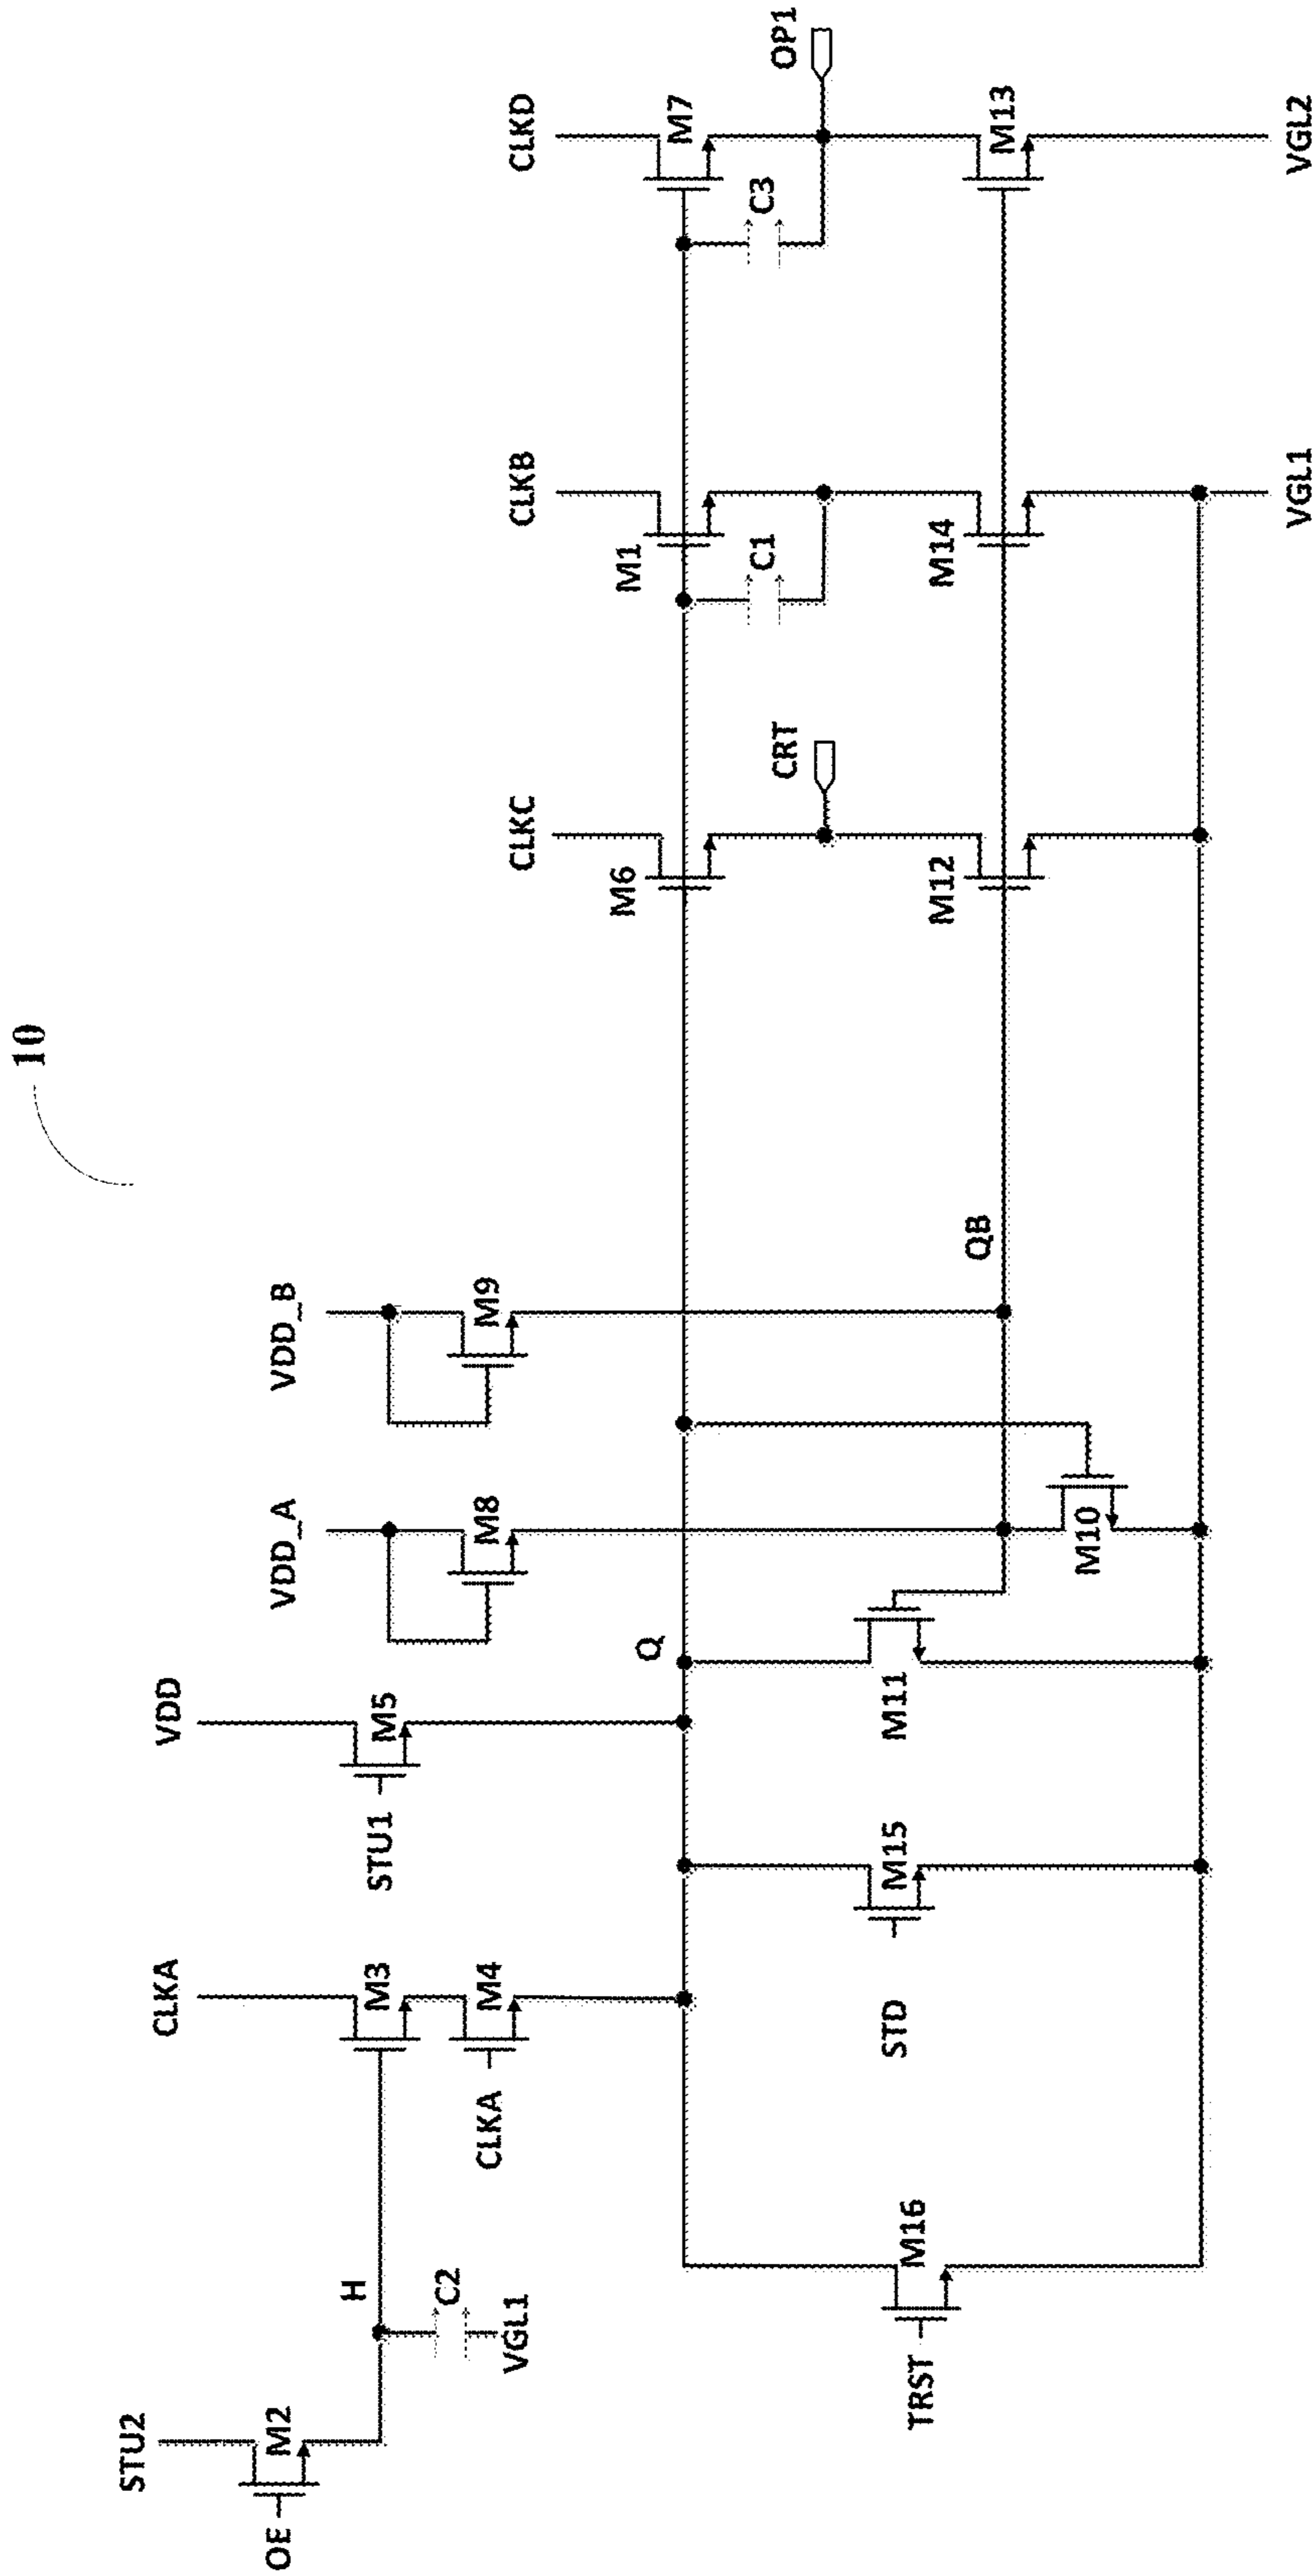 10
STU2
OE
M2
H
C2
VGL1
CLKA
M3
CLKA
M4
VDD
STU1
M5
VDD_A
M8
VDD_B
M9
Q
QB
TRST
M16
STD
M15
M11
M10
CLKC
M6
CRT
M12
CLKB
M1
C1
M14
VGL1
CLKD
M7
C3
OP1
M13
VGL2